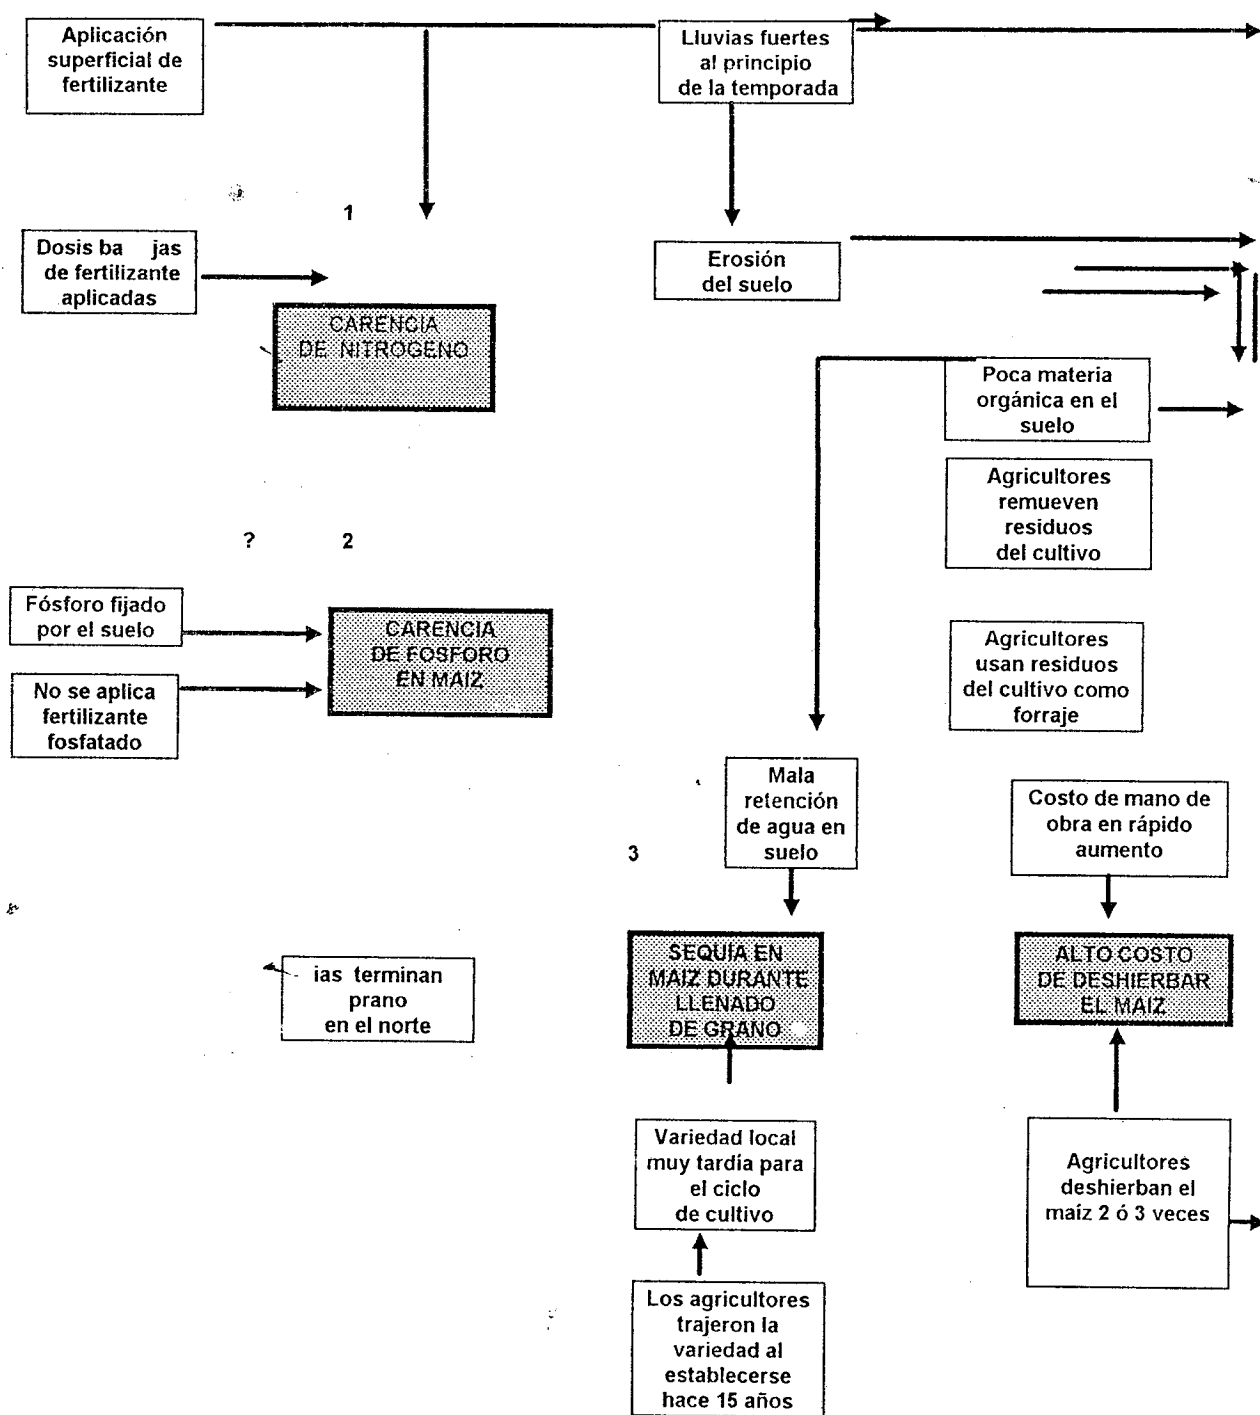 Aplicación
superficial de
fertilizante
Lluvias fuertes
al principio
de la temporada
1
Dosis ba jas
de fertilizante
aplicadas
Erosión
del suelo
CARENCIA
DE NITROGENO
Poca materia
orgánica en el
suelo
Agricultores
remueven
residuos
del cultivo
? 2
Fósforo fijado
por el suelo
CARENCIA
DE FOSFORO
EN MAIZ
Agricultores
usan residuos
del cultivo como
forraje
No se aplica
fertilizante
fosfatado
Mala
retención
de agua en
suelo
Costo de mano de
obra en rápido
aumento
3
ias terminan
prano
en el norte
SEQUIA EN
MAIZ DURANTE
LLENADO
DE GRANO
ALTO COSTO
DE DESHIERBAR
EL MAIZ
Variedad local
muy tardía para
el ciclo
de cultivo
Agricultores
deshierban el
maíz 2 ó 3 veces
Los agricultores
trajeron la
variedad al
establecerse
hace 15 años